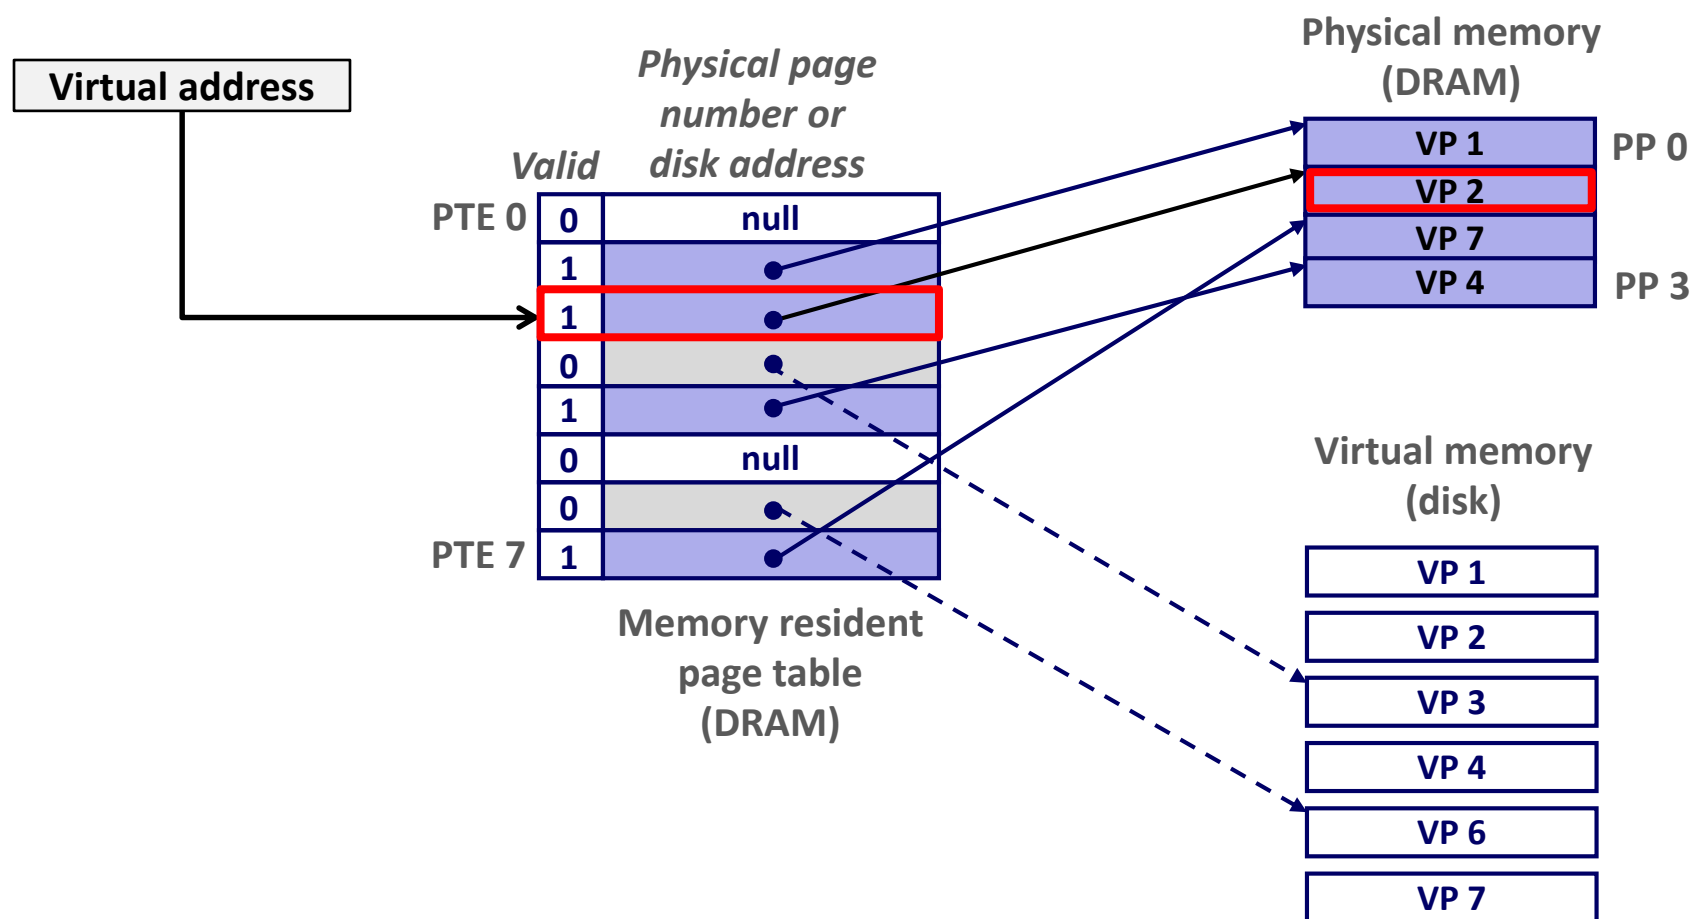 Virtual address
Physical page
number or
disk address
Valid
PTE 0
0
null
1
1
0
1
0
null
0
PTE 7
1
Memory resident
page table
(DRAM)
Physical memory
(DRAM)
VP 1
PP 0
VP 2
VP 7
VP 4
PP 3
Virtual memory
(disk)
VP 1
VP 2
VP 3
VP 4
VP 6
VP 7